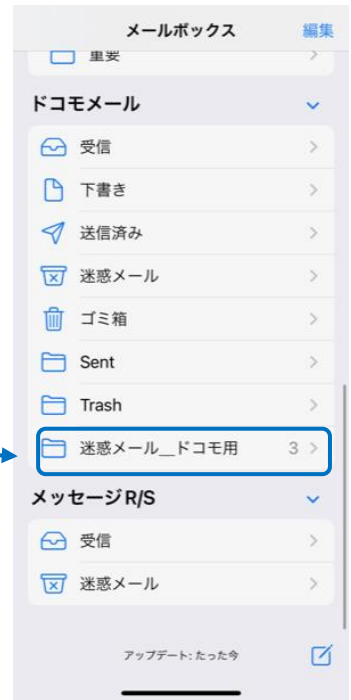 メールボックス 編集
重要
ドコモメール
受信
下書き
送信済み
迷惑メール
ゴミ箱
Sent
Trash
迷惑メール__ドコモ用 3
メッセージR/S
受信
迷惑メール
アップデート: たった今